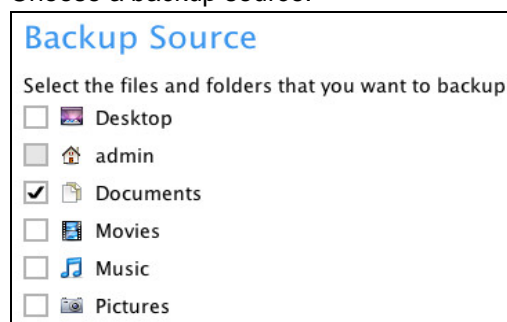 Choose a backup source.
Backup Source
Select the files and folders that you want to backup
Desktop
admin
Documents
Movies
Music
Pictures